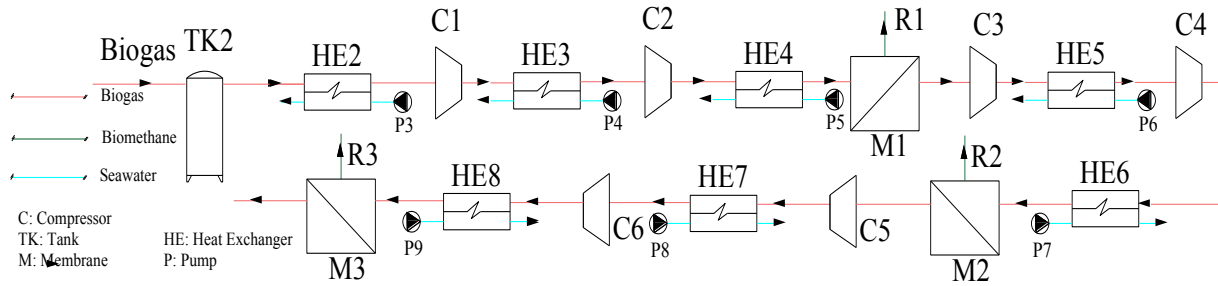 Biogas
TK2
HE2
C1
HE3
C2
HE4
R1
C3
HE5
C4
P3
P4
P5
M1
P6
Biogas
Biomethane
Seawater
R3
HE8
HE7
R2
HE6
P9
C6
P8
C5
P7
M3
M2
C: Compressor
TK: Tank
HE: Heat Exchanger
M: Membrane
P: Pump